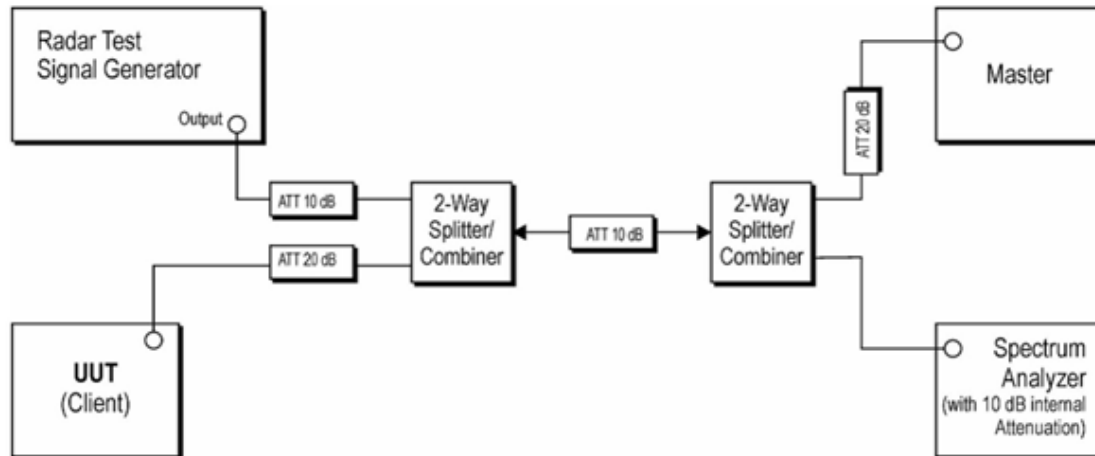 Radar Test
Signal Generator
Output
ATT 10 dB
ATT 20 dB
2-Way
Splitter/
Combiner
ATT 10 dB
2-Way
Splitter/
Combiner
ATT 20 dB
Master
UUT
(Client)
Spectrum
Analyzer
(with 10 dB internal
Attenuation)